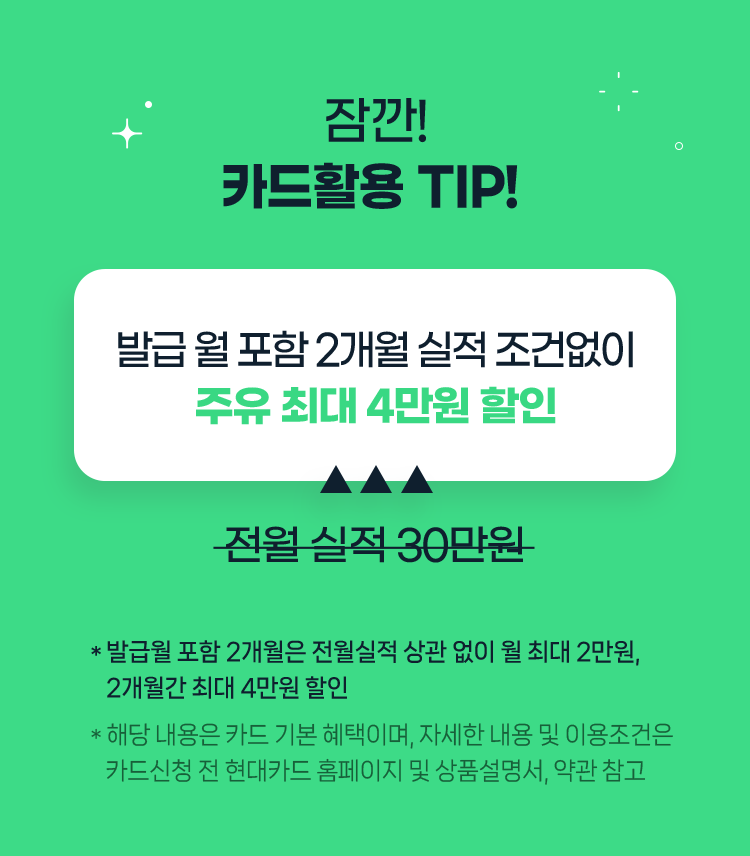 잠깐!
카드활용 TIP!
발급 월 포함 2개월 실적 조건없이
주유 최대 4만원 할인
전월 실적 30만원
* 발급월 포함 2개월은 전월실적 상관 없이 월 최대 2만원,
2개월간 최대 4만원 할인
* 해당 내용은 카드 기본 혜택이며, 자세한 내용 및 이용조건은
카드신청 전 현대카드 홈페이지 및 상품설명서, 약관 참고